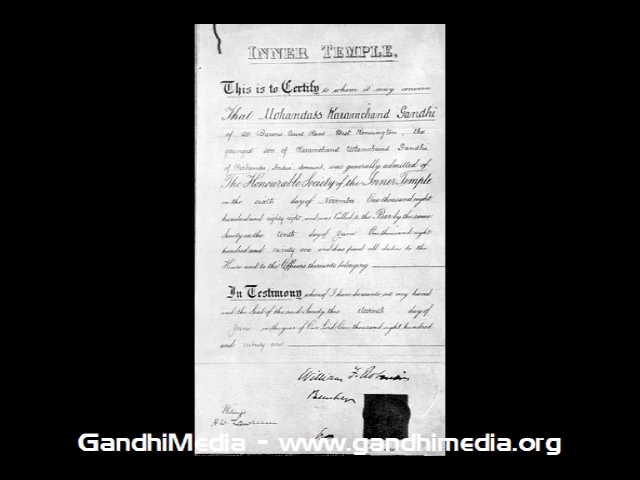 INNER TEMPLE.
This is to Certify to whom it may concern
That Mohandass Karamchand Gandhi
of 20 Barons Court Road, West Kensington, the
youngest son of Karamchand Uttamchand Gandhi
of Porbandar, India, was generally admitted of
The Honourable Society of the Inner Temple
on the sixth day of November One thousand eight
hundred and eighty eight, and was Called to the Bar by the same
Society on the tenth day of June One thousand eight
hundred and ninety one, and has paid all duties to the
House and to the Officers thereunto belonging
In Testimony whereof I have hereunto set my hand
and the Seal of the said Society this eleventh day of
June in the year of Our Lord One thousand eight hundred
and ninety one
William F. Robinson
Bencher
H.W. Lawrence
GandhiMedia - www.gandhimedia.org